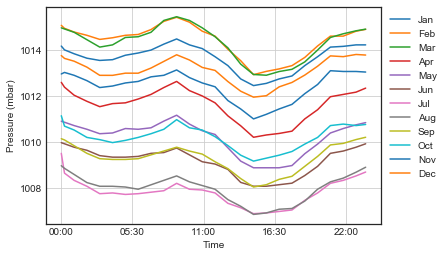 1014
1012
1010
1008
Pressure (mbar)
00:00
05:30
11:00
16:30
22:00
Time
Jan
Feb
Mar
Apr
May
Jun
Jul
Aug
Sep
Oct
Nov
Dec